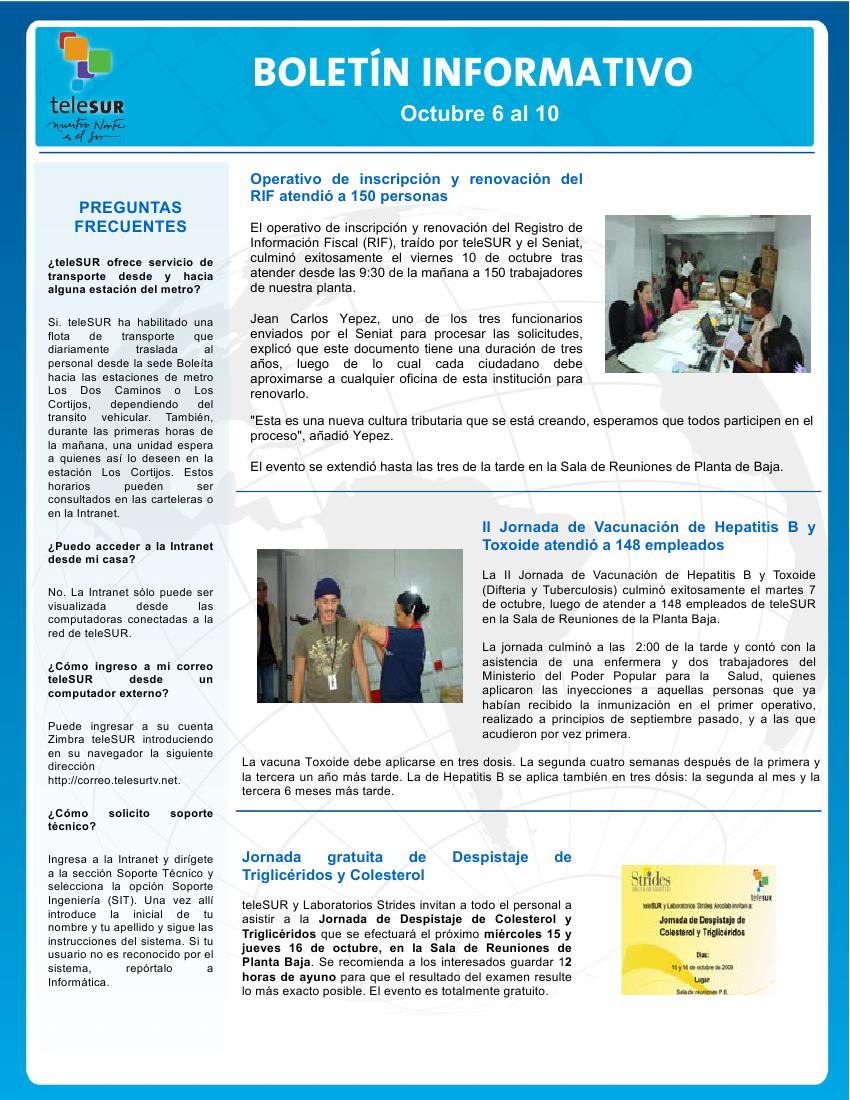 teleSUR
nuestro Norte
es el Sur
BOLETÍN INFORMATIVO
Octubre 6 al 10
PREGUNTAS
FRECUENTES
¿teleSUR ofrece servicio de
transporte desde y hacia
alguna estación del metro?
Si. teleSUR ha habilitado una
flota de transporte que
diariamente traslada al
personal desde la sede Boleíta
hacia las estaciones de metro
Los Dos Caminos o Los
Cortijos, dependiendo del
transito vehicular. También,
durante las primeras horas de
la mañana, una unidad espera
a quienes así lo deseen en la
estación Los Cortijos. Estos
horarios pueden ser
consultados en las carteleras o
en la Intranet.
¿Puedo acceder a la Intranet
desde mi casa?
No. La Intranet sólo puede ser
visualizada desde las
computadoras conectadas a la
red de teleSUR.
¿Cómo ingreso a mi correo
teleSUR desde un
computador externo?
Puede ingresar a su cuenta
Zimbra teleSUR introduciendo
en su navegador la siguiente
dirección
http://correo.telesurtv.net.
¿Cómo solicito soporte
técnico?
Ingresa a la Intranet y dirígete
a la sección Soporte Técnico y
selecciona la opción Soporte
Ingeniería (SIT). Una vez allí
introduce la inicial de tu
nombre y tu apellido y sigue las
instrucciones del sistema. Si tu
usuario no es reconocido por el
sistema, repórtalo a
Informática.
Operativo de inscripción y renovación del
RIF atendió a 150 personas
El operativo de inscripción y renovación del Registro de
Información Fiscal (RIF), traído por teleSUR y el Seniat,
culminó exitosamente el viernes 10 de octubre tras
atender desde las 9:30 de la mañana a 150 trabajadores
de nuestra planta.
Jean Carlos Yepez, uno de los tres funcionarios
enviados por el Seniat para procesar las solicitudes,
explicó que este documento tiene una duración de tres
años, luego de lo cual cada ciudadano debe
aproximarse a cualquier oficina de esta institución para
renovarlo.
"Esta es una nueva cultura tributaria que se está creando, esperamos que todos participen en el
proceso", añadió Yepez.
El evento se extendió hasta las tres de la tarde en la Sala de Reuniones de Planta de Baja.
II Jornada de Vacunación de Hepatitis B y
Toxoide atendió a 148 empleados
La II Jornada de Vacunación de Hepatitis B y Toxoide
(Difteria y Tuberculosis) culminó exitosamente el martes 7
de octubre, luego de atender a 148 empleados de teleSUR
en la Sala de Reuniones de la Planta Baja.
La jornada culminó a las 2:00 de la tarde y contó con la
asistencia de una enfermera y dos trabajadores del
Ministerio del Poder Popular para la Salud, quienes
aplicaron las inyecciones a aquellas personas que ya
habían recibido la inmunización en el primer operativo,
realizado a principios de septiembre pasado, y a las que
acudieron por vez primera.
La vacuna Toxoide debe aplicarse en tres dosis. La segunda cuatro semanas después de la primera y
la tercera un año más tarde. La de Hepatitis B se aplica también en tres dósis: la segunda al mes y la
tercera 6 meses más tarde.
Jornada gratuita de Despistaje de
Triglicéridos y Colesterol
teleSUR y Laboratorios Strides invitan a todo el personal a
asistir a la Jornada de Despistaje de Colesterol y
Triglicéridos que se efectuará el próximo miércoles 15 y
jueves 16 de octubre, en la Sala de Reuniones de
Planta Baja. Se recomienda a los interesados guardar 12
horas de ayuno para que el resultado del examen resulte
lo más exacto posible. El evento es totalmente gratuito.
Strides
teleSUR
teleSUR y Laboratorios Strides Arcolab invitan a:
Jornada de Despistaje de
Colesterol y Triglicéridos
Días:
15 y 16 de octubre de 2008
Lugar:
Sala de reuniones P.B.